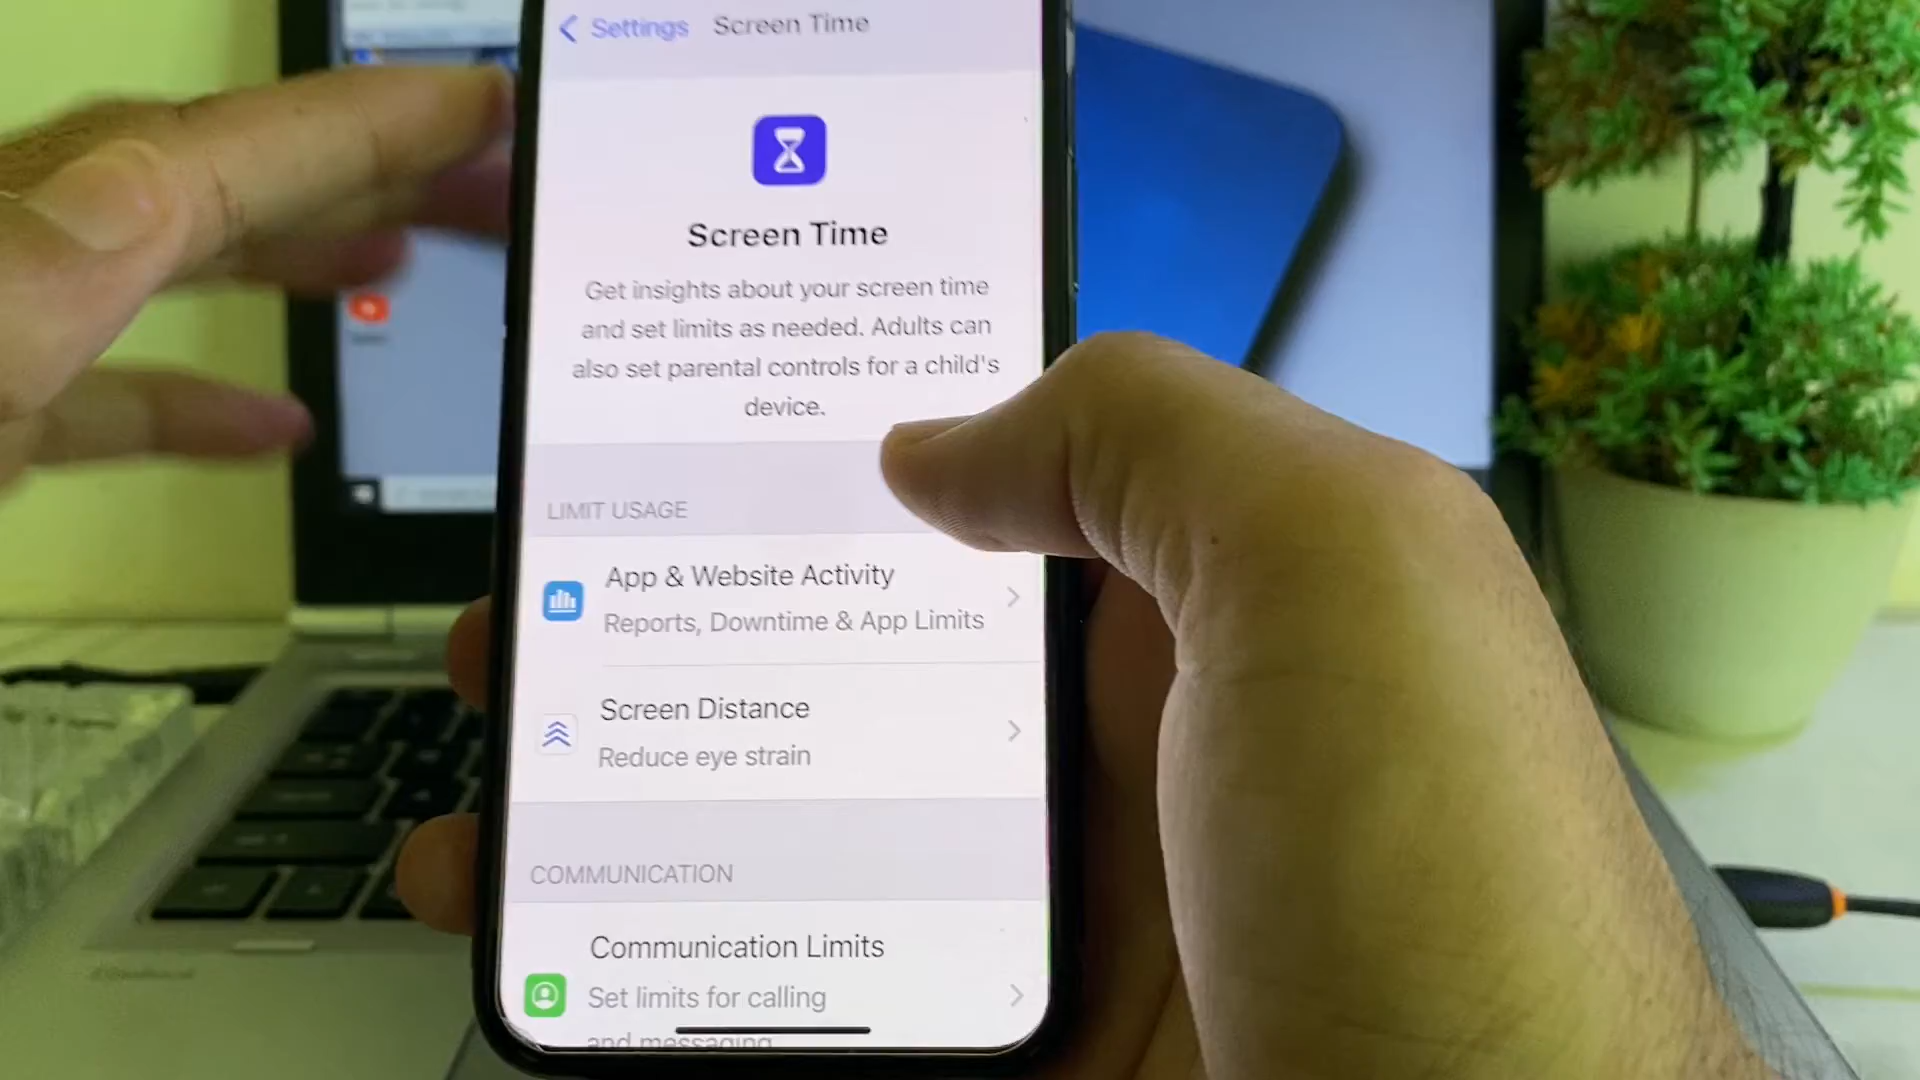 Settings Screen Time
Screen Time
Get insights about your screen time
and set limits as needed. Adults can
also set parental controls for a child's
device.
LIMIT USAGE
App & Website Activity
Reports, Downtime & App Limits
Screen Distance
Reduce eye strain
COMMUNICATION
Communication Limits
Set limits for calling
and messaging